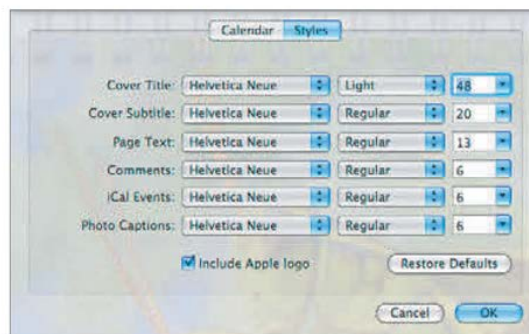 Calendar Styles
Cover Title: Helvetica Neue Light 48
Cover Subtitle: Helvetica Neue Regular 20
Page Text: Helvetica Neue Regular 13
Comments: Helvetica Neue Regular 6
iCal Events: Helvetica Neue Regular 6
Photo Captions: Helvetica Neue Regular 6
Include Apple logo Restore Defaults
Cancel OK